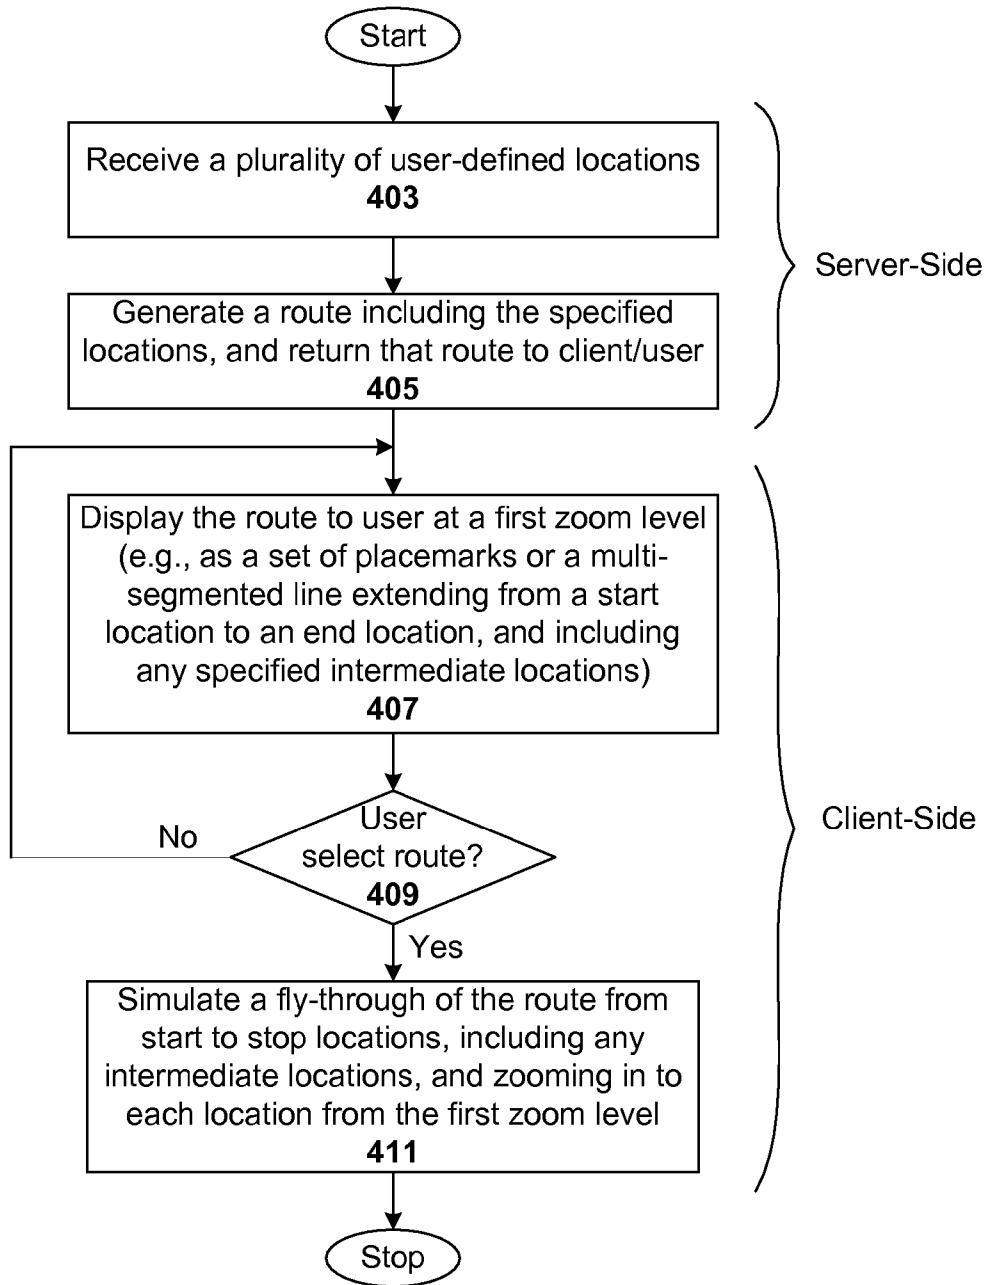 Start
Receive a plurality of user-defined locations
403
Server-Side
Generate a route including the specified
locations, and return that route to client/user
405
Display the route to user at a first zoom level
(e.g., as a set of placemarks or a multi-
segmented line extending from a start
location to an end location, and including
any specified intermediate locations)
407
Client-Side
User
select route?
409
No
Yes
Simulate a fly-through of the route from
start to stop locations, including any
intermediate locations, and zooming in to
each location from the first zoom level
411
Stop